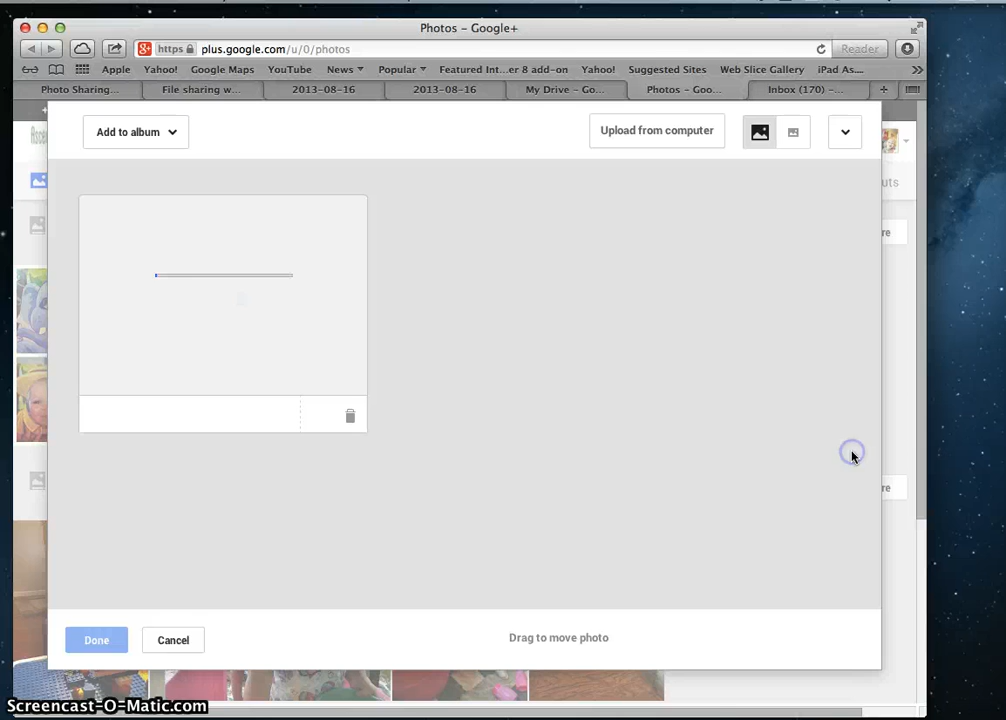 Photos – Google+
https plus.google.com/u/0/photos Reader
Apple Yahoo! Google Maps YouTube News Popular Featured Int...er 8 add-on Yahoo! Suggested Sites Web Slice Gallery iPad As....
Photo Sharing... File sharing w... 2013-08-16 2013-08-16 My Drive – Go... Photos – Goo... Inbox (170) –...
Add to album Upload from computer
uts
re
re
Done Cancel Drag to move photo
Screencast-O-Matic.com